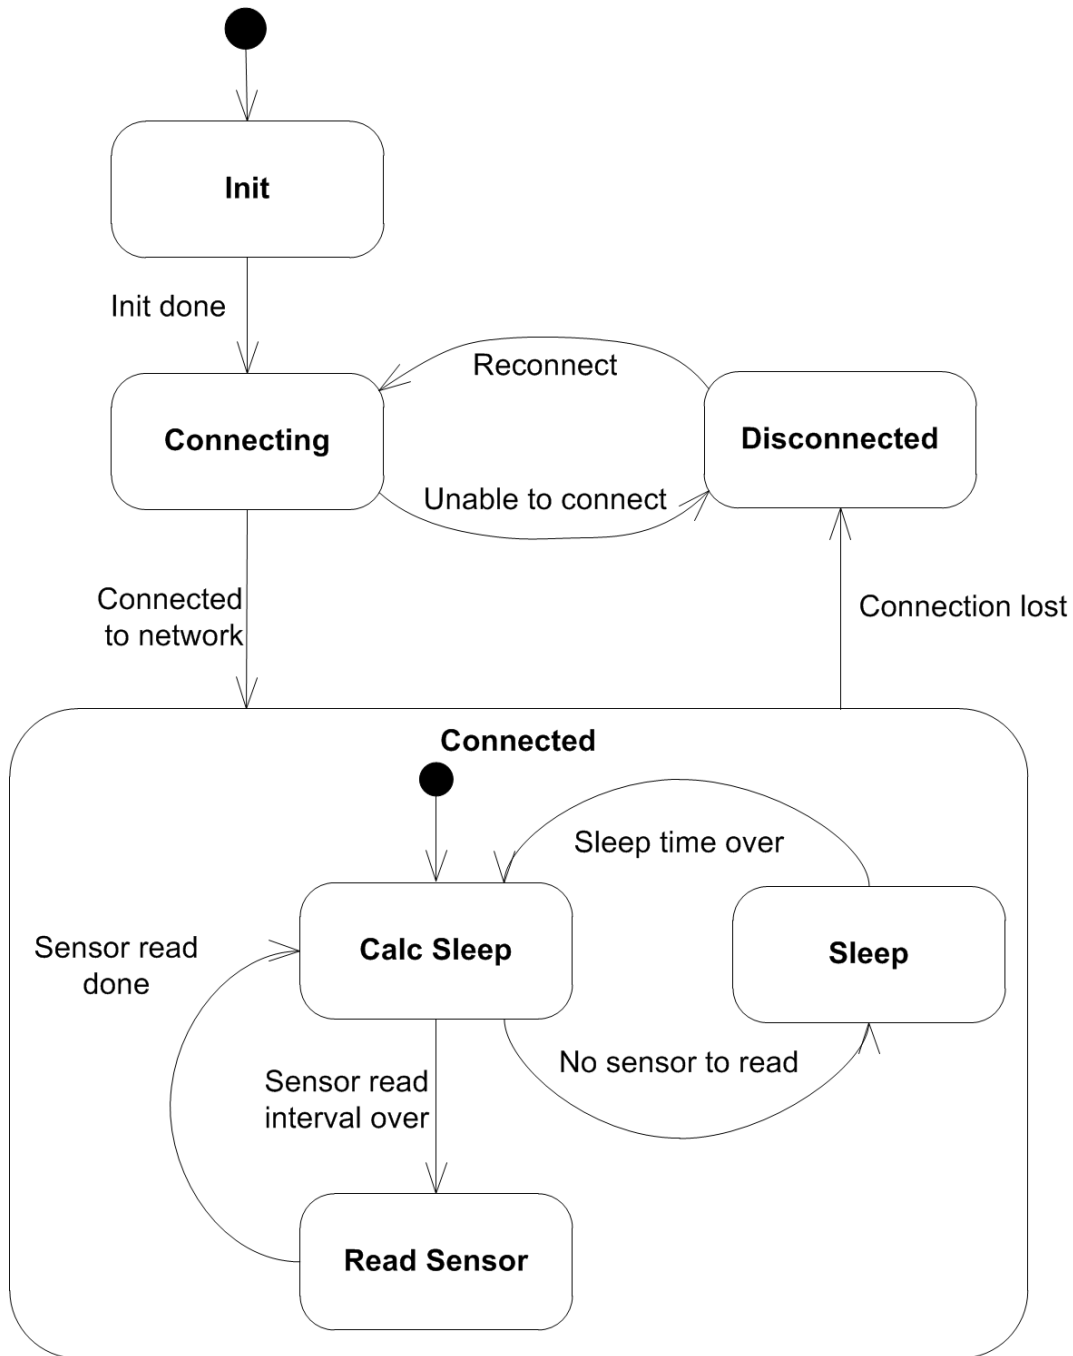 Init
Init done
Reconnect
Connecting
Disconnected
Unable to connect
Connected
to network
Connection lost
Connected
Sleep time over
Sensor read
done
Calc Sleep
Sleep
No sensor to read
Sensor read
interval over
Read Sensor